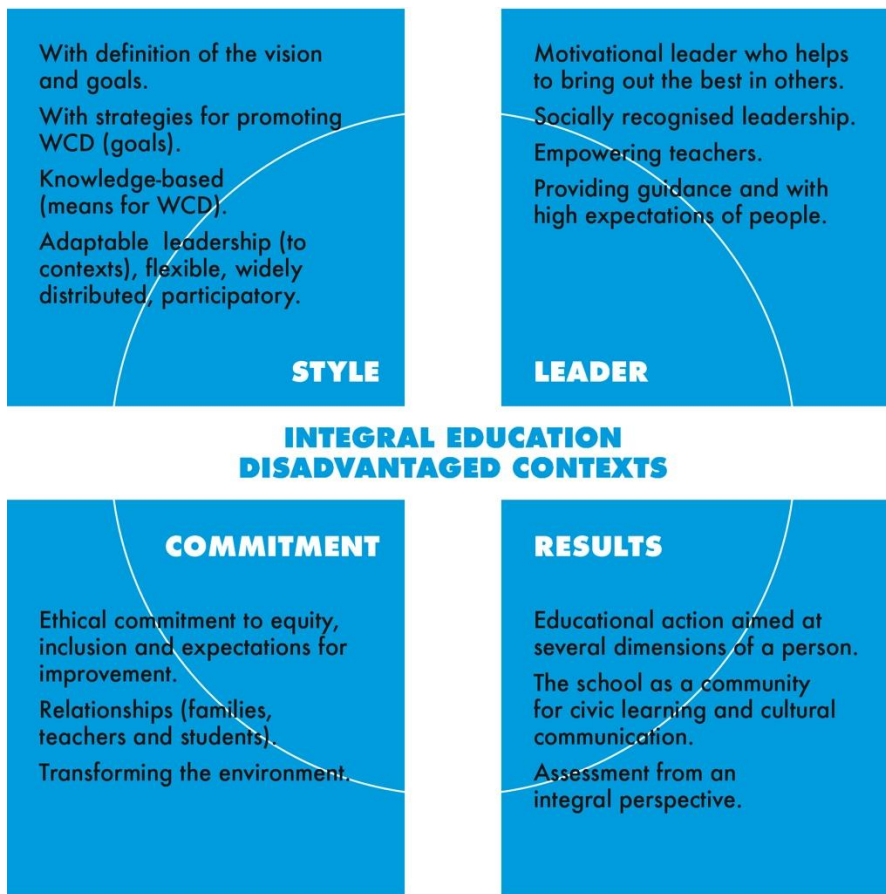 With definition of the vision
and goals.
With strategies for promoting
WCD (goals).
Knowledge-based
(means for WCD).
Adaptable leadership (to
contexts), flexible, widely
distributed, participatory.
STYLE
Motivational leader who helps
to bring out the best in others.
Socially recognised leadership.
Empowering teachers.
Providing guidance and with
high expectations of people.
LEADER
INTEGRAL EDUCATION
DISADVANTAGED CONTEXTS
COMMITMENT
Ethical commitment to equity,
inclusion and expectations for
improvement.
Relationships (families,
teachers and students).
Transforming the environment.
RESULTS
Educational action aimed at
several dimensions of a person.
The school as a community
for civic learning and cultural
communication.
Assessment from an
integral perspective.